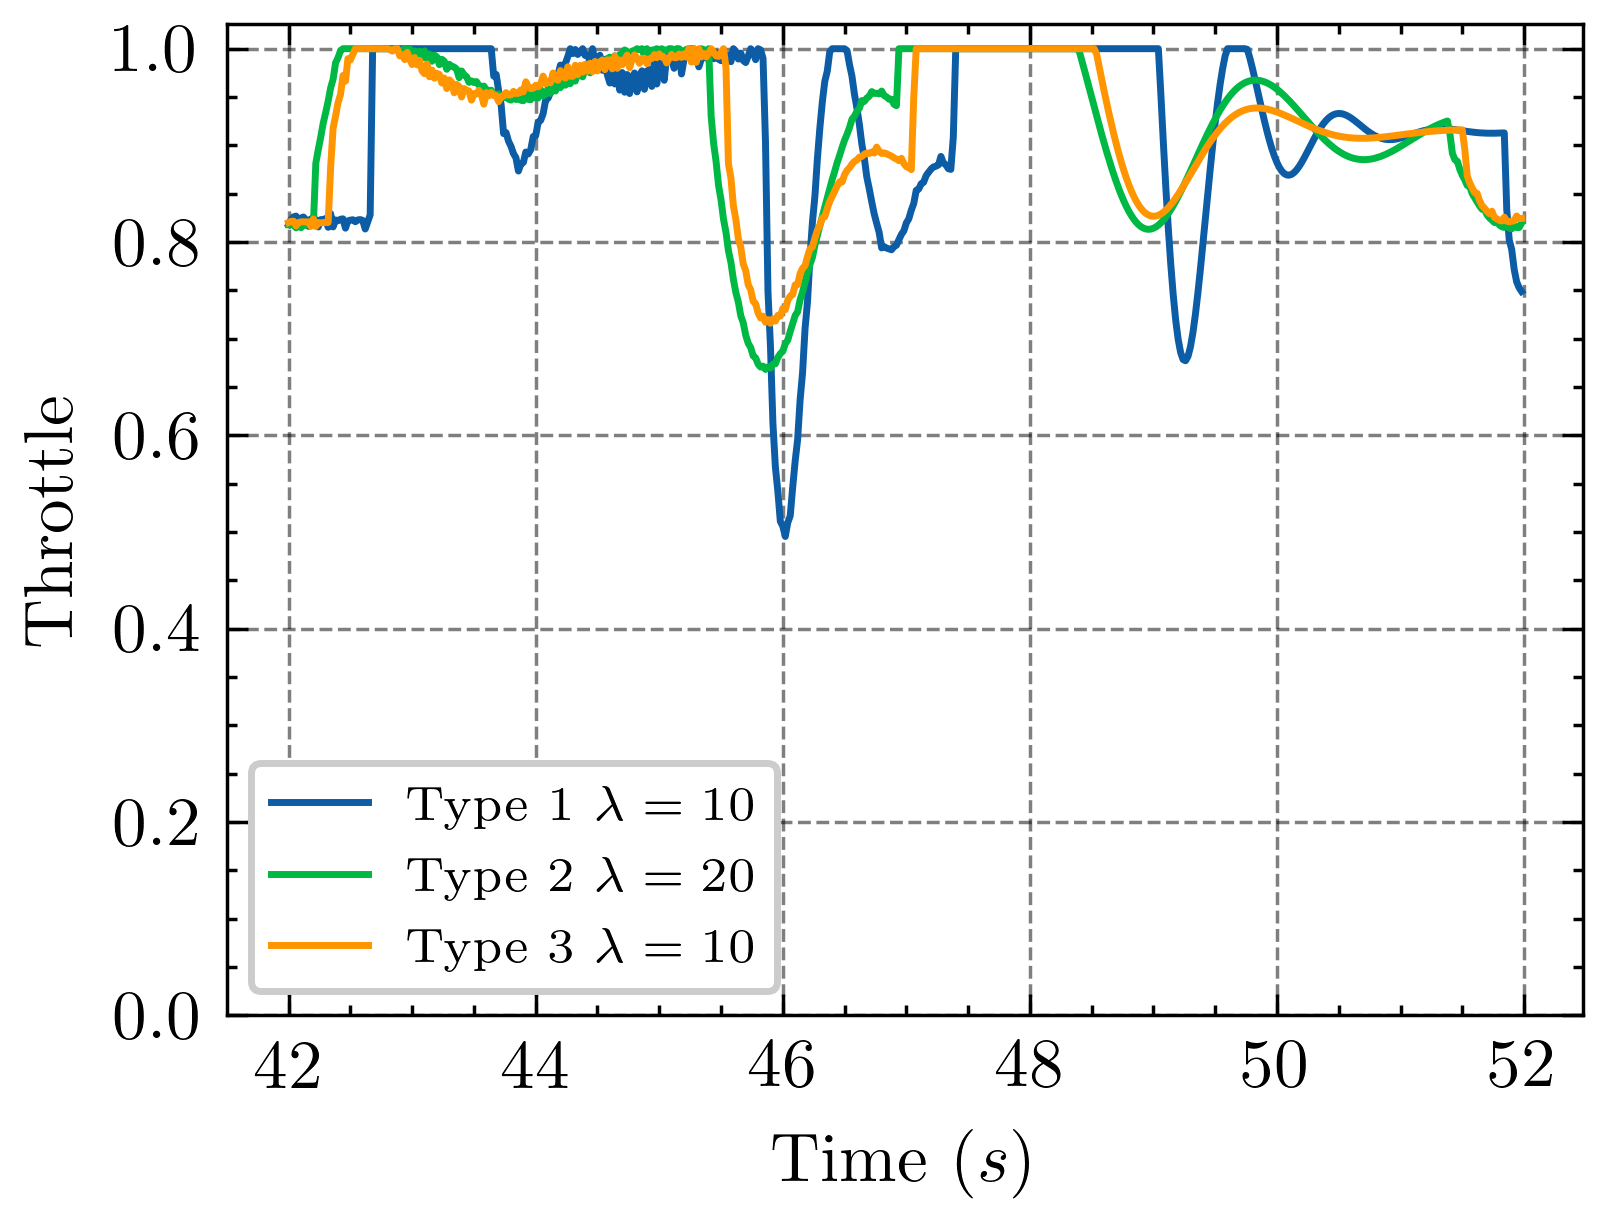 Throttle
1.0
0.8
0.6
0.4
0.2
0.0
Type 1 λ = 10
Type 2 λ = 20
Type 3 λ = 10
42 44 46 48 50 52
Time (s)